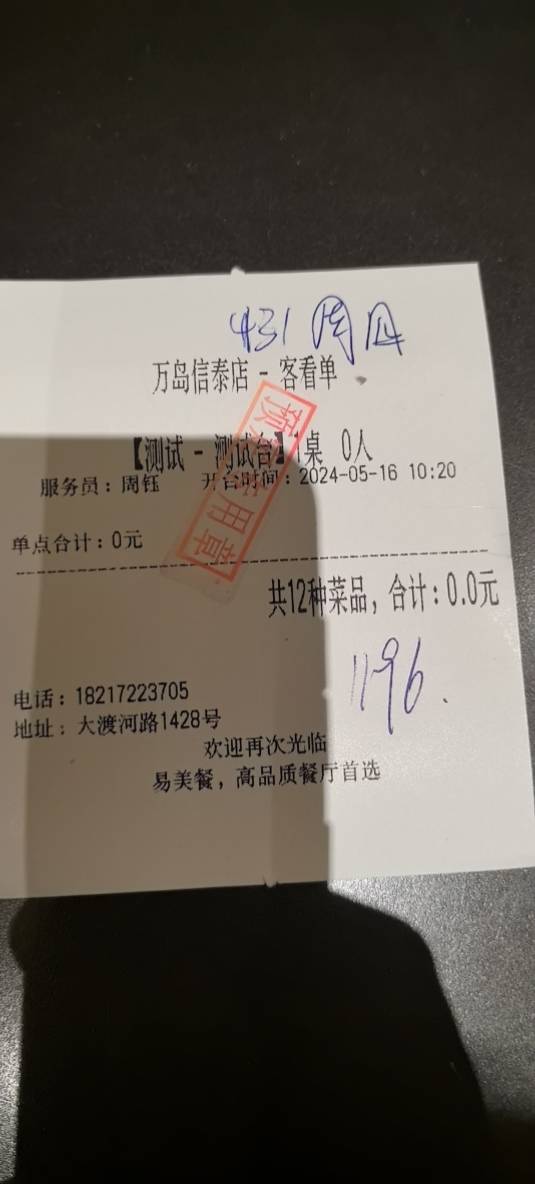 431 周
万岛信泰店 - 客看单
【测试 - 测试台】1桌 0人
服务员：周钰 开台时间：2024-05-16 10:20
单点合计：0元
用章
共12种菜品，合计：0.0元
1196.
电话：18217223705
地址：大渡河路1428号
欢迎再次光临
易美餐，高品质餐厅首选